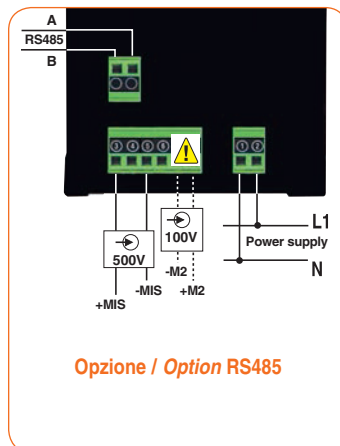 A
RS485
B
3 4 5 6
1 2
L1
500V
100V
Power supply
-M2
N
+MIS
-MIS
+M2
Opzione / Option RS485